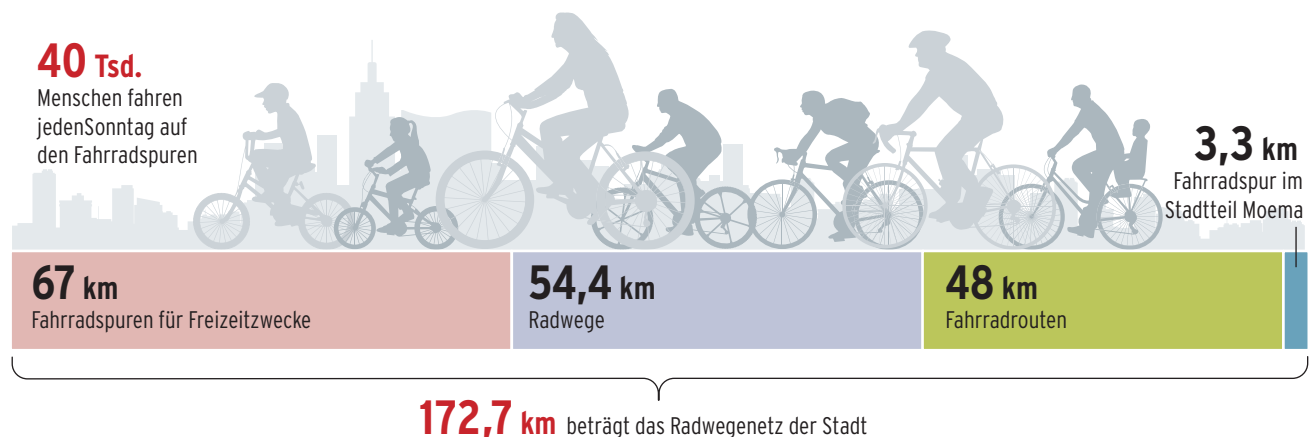 40 Tsd.
Menschen fahren
jedenSonntag auf
den Fahrradspuren
3,3 km
Fahrradspur im
Stadtteil Moema
67 km
Fahrradspuren für Freizeitzwecke
54,4 km
Radwege
48 km
Fahrradrouten
172,7 km beträgt das Radwegenetz der Stadt